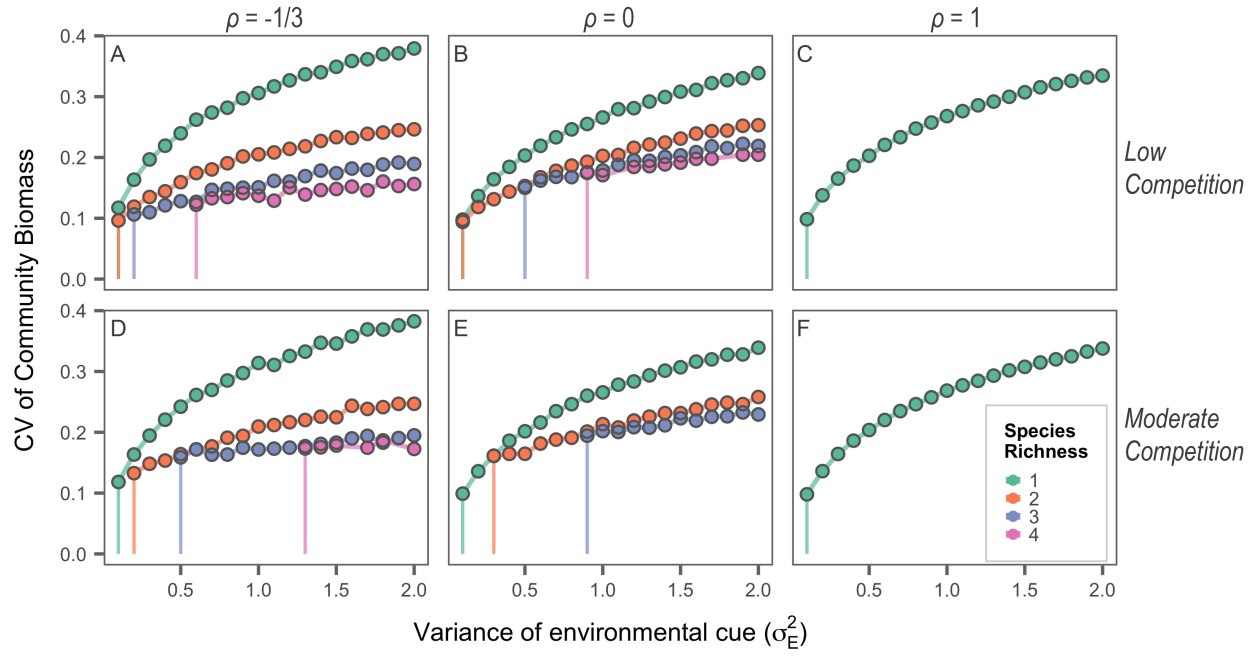 ρ = -1/3
ρ = 0
ρ = 1
A
B
C
0.4
0.3
0.2
0.1
0.0
Low
Competition
D
E
F
0.4
0.3
0.2
0.1
0.0
Moderate
Competition
Species
Richness
1
2
3
4
0.5 1.0 1.5 2.0
0.5 1.0 1.5 2.0
0.5 1.0 1.5 2.0
CV of Community Biomass
Variance of environmental cue (σ²E)